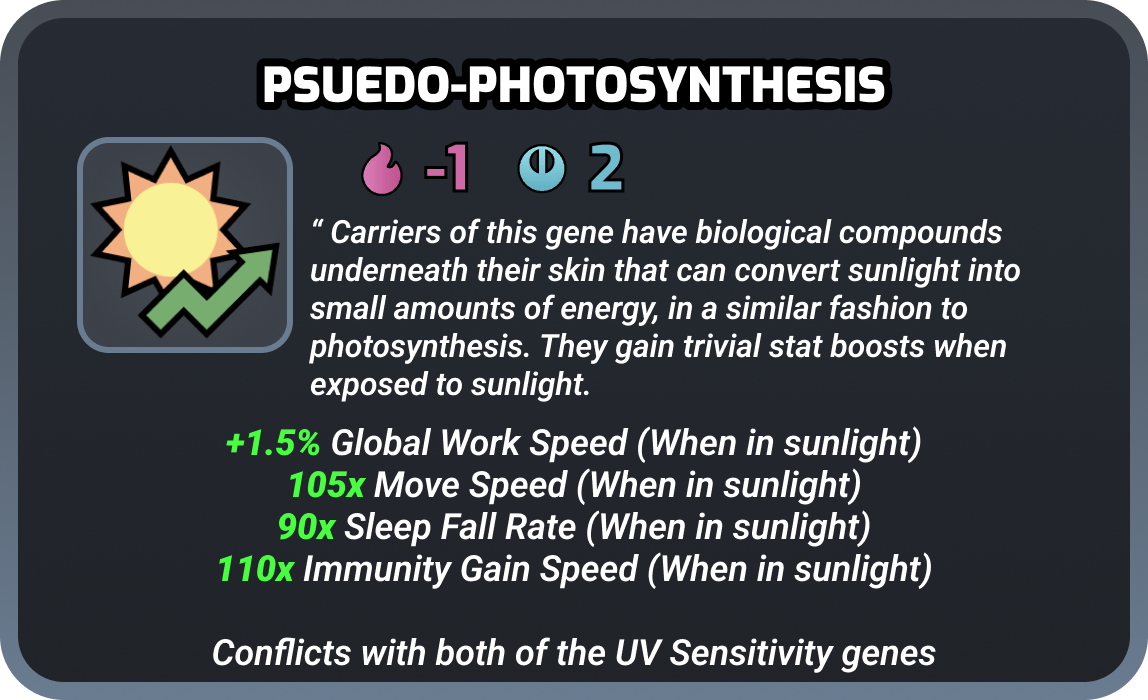 PSUEDO-PHOTOSYNTHESIS
-1 2
“ Carriers of this gene have biological compounds
underneath their skin that can convert sunlight into
small amounts of energy, in a similar fashion to
photosynthesis. They gain trivial stat boosts when
exposed to sunlight.
+1.5% Global Work Speed (When in sunlight)
105x Move Speed (When in sunlight)
90x Sleep Fall Rate (When in sunlight)
110x Immunity Gain Speed (When in sunlight)
Conflicts with both of the UV Sensitivity genes